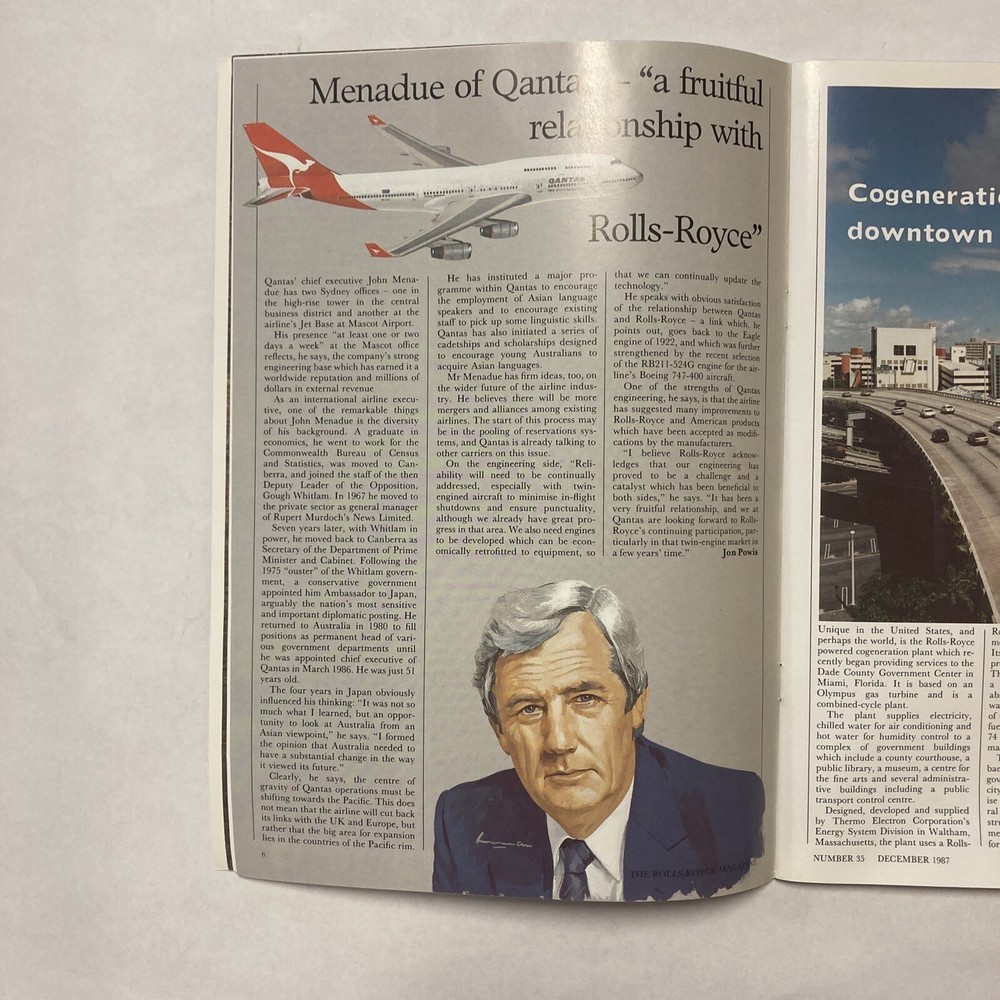 Menadue of Qantas – “a fruitful
relationship with
Rolls-Royce”
QANTAS
Qantas’ chief executive John Mena-
due has two Sydney offices – one in
the high-rise tower in the central
business district and another at the
airline’s Jet Base at Mascot Airport.
His presence “at least one or two
days a week” at the Mascot office
reflects, he says, the company’s strong
engineering base which has earned it a
worldwide reputation and millions of
dollars in external revenue
As an international airline execu-
tive, one of the remarkable things
about John Menadue is the diversity
of his background. A graduate in
economics, he went to work for the
Commonwealth Bureau of Census
and Statistics, was moved to Can-
berra, and joined the staff of the then
Deputy Leader of the Opposition,
Gough Whitlam. In 1967 he moved to
the private sector as general manager
of Rupert Murdoch’s News Limited.
Seven years later, with Whitlam in
power, he moved back to Canberra as
Secretary of the Department of Prime
Minister and Cabinet. Following the
1975 “ouster” of the Whitlam govern-
ment, a conservative government
appointed him Ambassador to Japan,
arguably the nation’s most sensitive
and important diplomatic posting. He
returned to Australia in 1980 to fill
positions as permanent head of vari-
ous government departments until
he was appointed chief executive of
Qantas in March 1986. He was just 51
years old.
The four years in Japan obviously
influenced his thinking: “It was not so
much what I learned, but an oppor-
tunity to look at Australia from an
Asian viewpoint,” he says. “I formed
the opinion that Australia needed to
have a substantial change in the way
it viewed its future.”
Clearly, he says, the centre of
gravity of Qantas operations must be
shifting towards the Pacific. This does
not mean that the airline will cut back
its links with the UK and Europe, but
rather that the big area for expansion
lies in the countries of the Pacific rim.
He has instituted a major pro-
gramme within Qantas to encourage
the employment of Asian language
speakers and to encourage existing
staff to pick up some linguistic skills.
Qantas has also initiated a series of
cadetships and scholarships designed
to encourage young Australians to
acquire Asian languages.
Mr Menadue has firm ideas, too, on
the wider future of the airline indus-
try. He believes there will be more
mergers and alliances among existing
airlines. The start of this process may
be in the pooling of reservations sys-
tems, and Qantas is already talking to
other carriers on this issue.
On the engineering side, “Reli-
ability will need to be continually
addressed, especially with twin-
engined aircraft to minimise in-flight
shutdowns and ensure punctuality,
although we already have great pro-
gress in that area. We also need engines
to be developed which can be econ-
omically retrofitted to equipment, so
that we can continually update the
technology.”
He speaks with obvious satisfaction
of the relationship between Qantas
and Rolls-Royce – a link which, he
points out, goes back to the Eagle
engine of 1922, and which was further
strengthened by the recent selection
of the RB211-524G engine for the air-
line’s Boeing 747-400 aircraft.
One of the strengths of Qantas
engineering, he says, is that the airline
has suggested many improvements to
Rolls-Royce and American products
which have been accepted as modifi-
cations by the manufacturers.
“I believe Rolls-Royce acknow-
ledges that our engineering has
proved to be a challenge and a
catalyst which has been beneficial to
both sides,” he says. “It has been a
very fruitful relationship, and we at
Qantas are looking forward to Rolls-
Royce’s continuing participation, par-
ticularly in that twin-engine market in
a few years’ time.” Jon Powis
6
THE ROLLS-ROYCE MAGAZINE
Cogenerati
downtown
Unique in the United States, and
perhaps the world, is the Rolls-Royce
powered cogeneration plant which re-
cently began providing services to the
Dade County Government Center in
Miami, Florida. It is based on an
Olympus gas turbine and is a
combined-cycle plant.
The plant supplies electricity,
chilled water for air conditioning and
hot water for humidity control to a
complex of government buildings
which include a county courthouse, a
public library, a museum, a centre for
the fine arts and several administra-
tive buildings including a public
transport control centre.
Designed, developed and supplied
by Thermo Electron Corporation’s
Energy System Division in Waltham,
Massachusetts, the plant uses a Rolls-
NUMBER 35 DECEMBER 1987